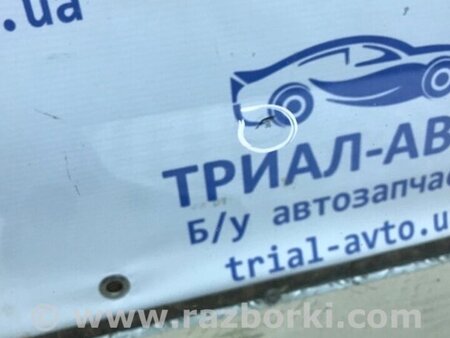 .ua
ТРИАЛ-АВ
Б/у автозапчас
trial-avto.u
© www.razborki.com